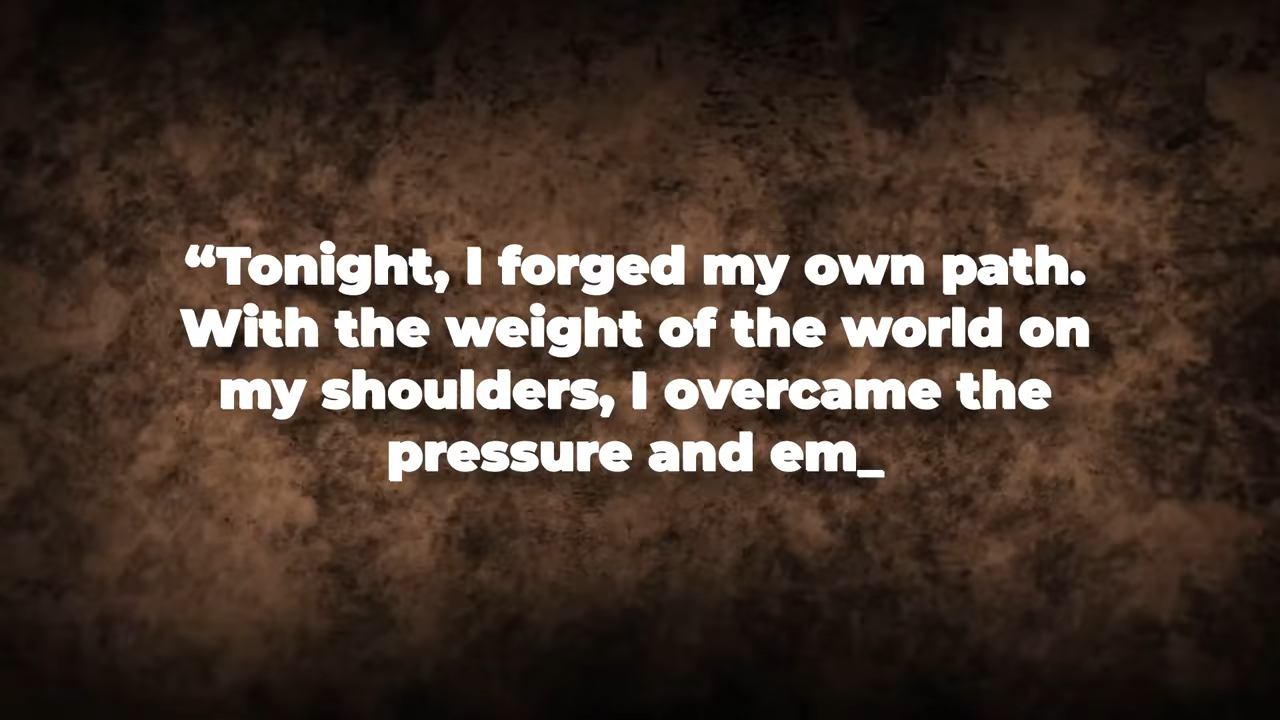 “Tonight, I forged my own path.
With the weight of the world on
my shoulders, I overcame the
pressure and em_